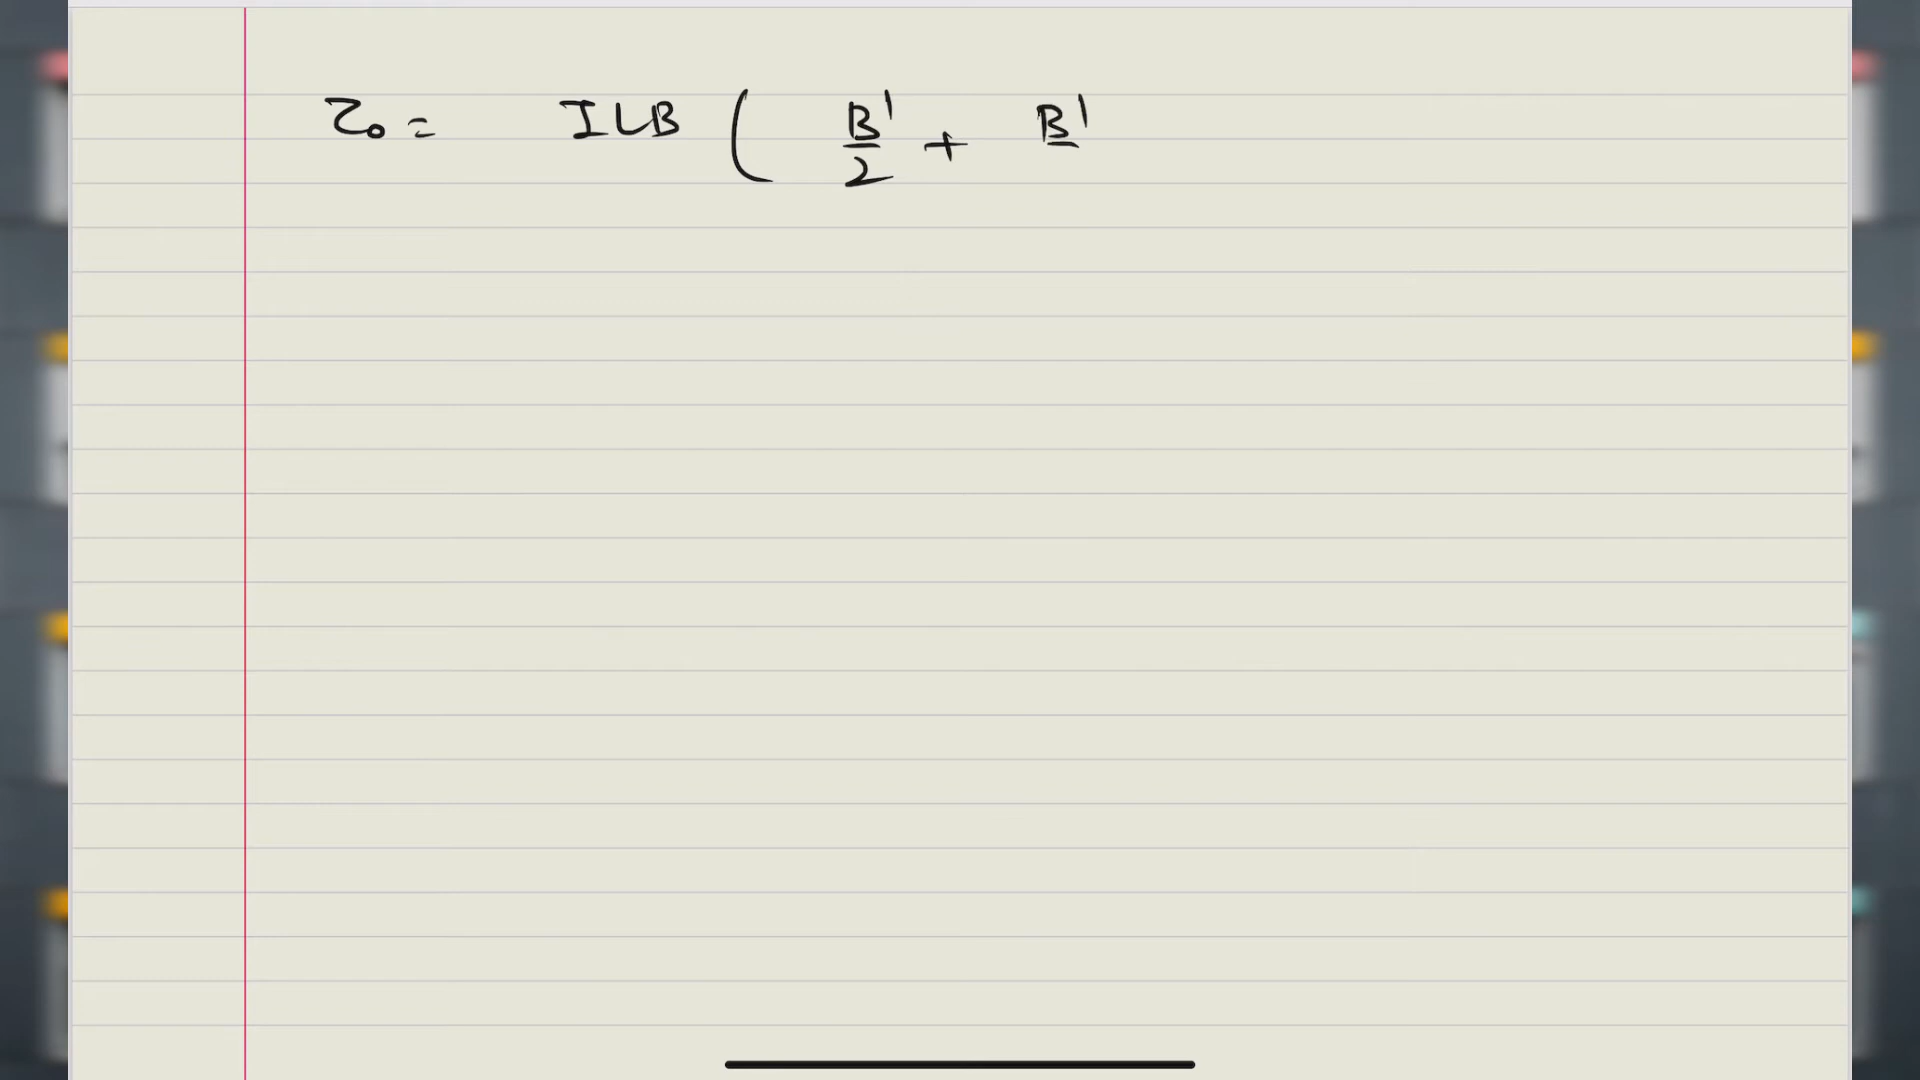 τ₀ = ILB ( B'/2 + B'/